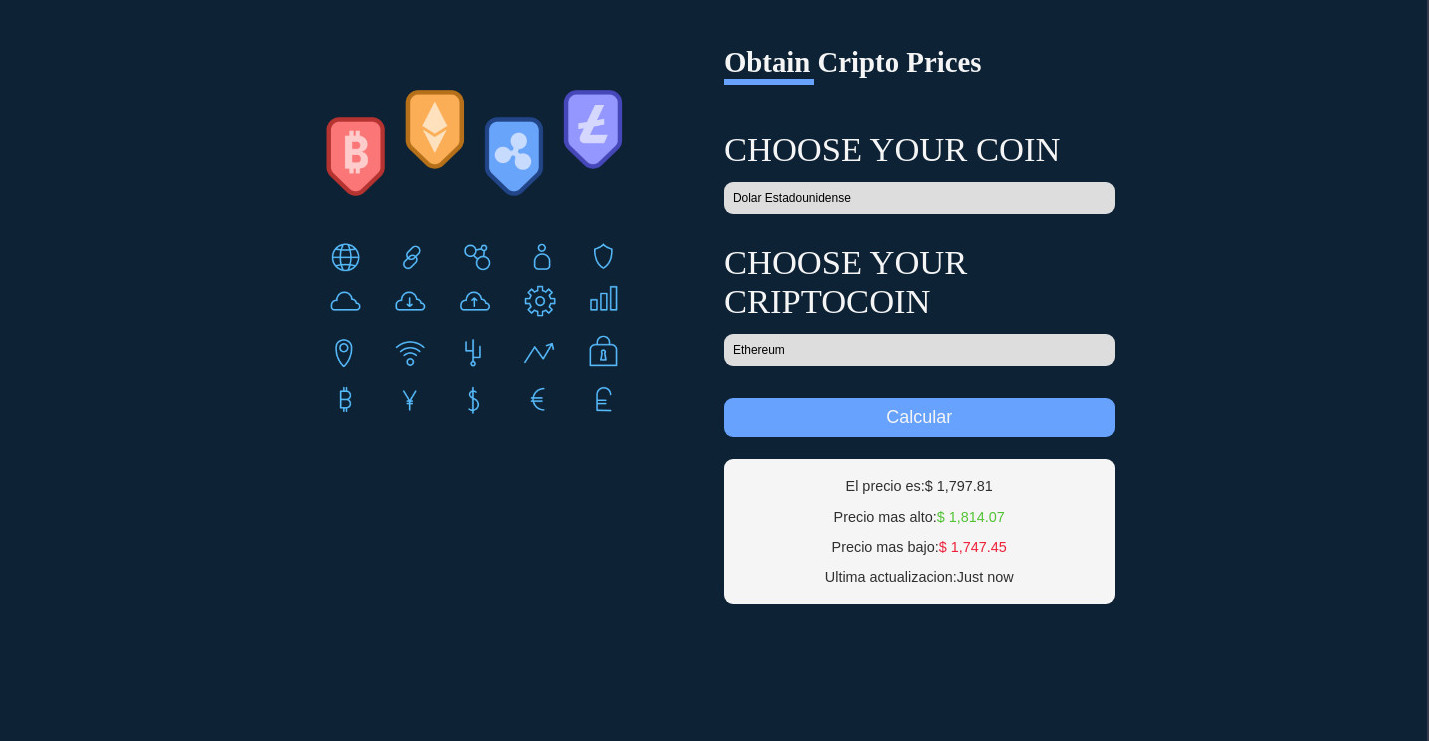 Obtain Cripto Prices
CHOOSE YOUR COIN
Dolar Estadounidense
CHOOSE YOUR
CRIPTOCOIN
Ethereum
Calcular
El precio es:$ 1,797.81
Precio mas alto:$ 1,814.07
Precio mas bajo:$ 1,747.45
Ultima actualizacion:Just now